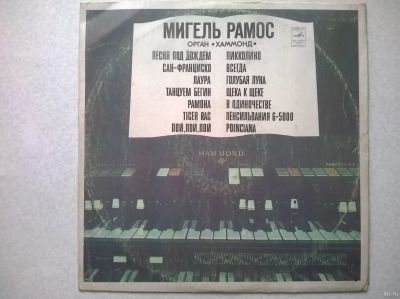 МИГЕЛЬ РАМОС
ОРГАН «ХАММОНД»
ПЕСНЯ ПОД ДОЖДЕМ ПИККОЛИНО
САН-ФРАНЦИСКО ВСЕГДА
ЛАУРА ГОЛУБАЯ ЛУНА
ТАНЦУЕМ БЕГИН ЩЕКА К ЩЕКЕ
РАМОНА В ОДИНОЧЕСТВЕ
TIGER RAG ПЕНСИЛЬВАНИЯ 6-5000
ПОЙ,ПОЙ,ПОЙ POINCIANA
HAMMOND